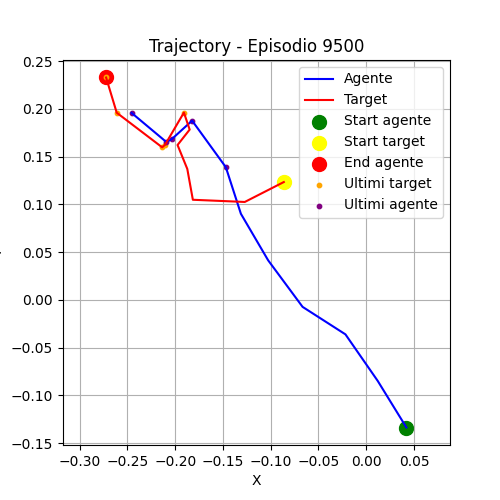 Trajectory - Episodio 9500
0.25
0.20
0.15
0.10
0.05
0.00
−0.05
−0.10
−0.15
Agente
Target
Start agente
Start target
End agente
Ultimi target
Ultimi agente
−0.30 −0.25 −0.20 −0.15 −0.10 −0.05 0.00 0.05
X